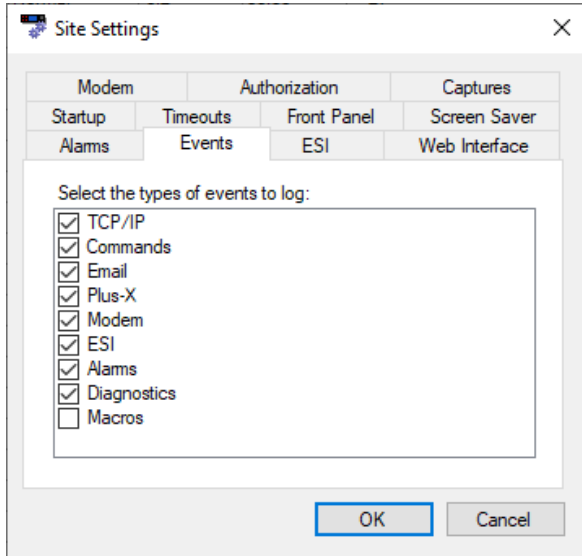 Site Settings
Modem Authorization Captures
Startup Timeouts Front Panel Screen Saver
Alarms Events ESI Web Interface
Select the types of events to log:
TCP/IP
Commands
Email
Plus-X
Modem
ESI
Alarms
Diagnostics
Macros
OK Cancel